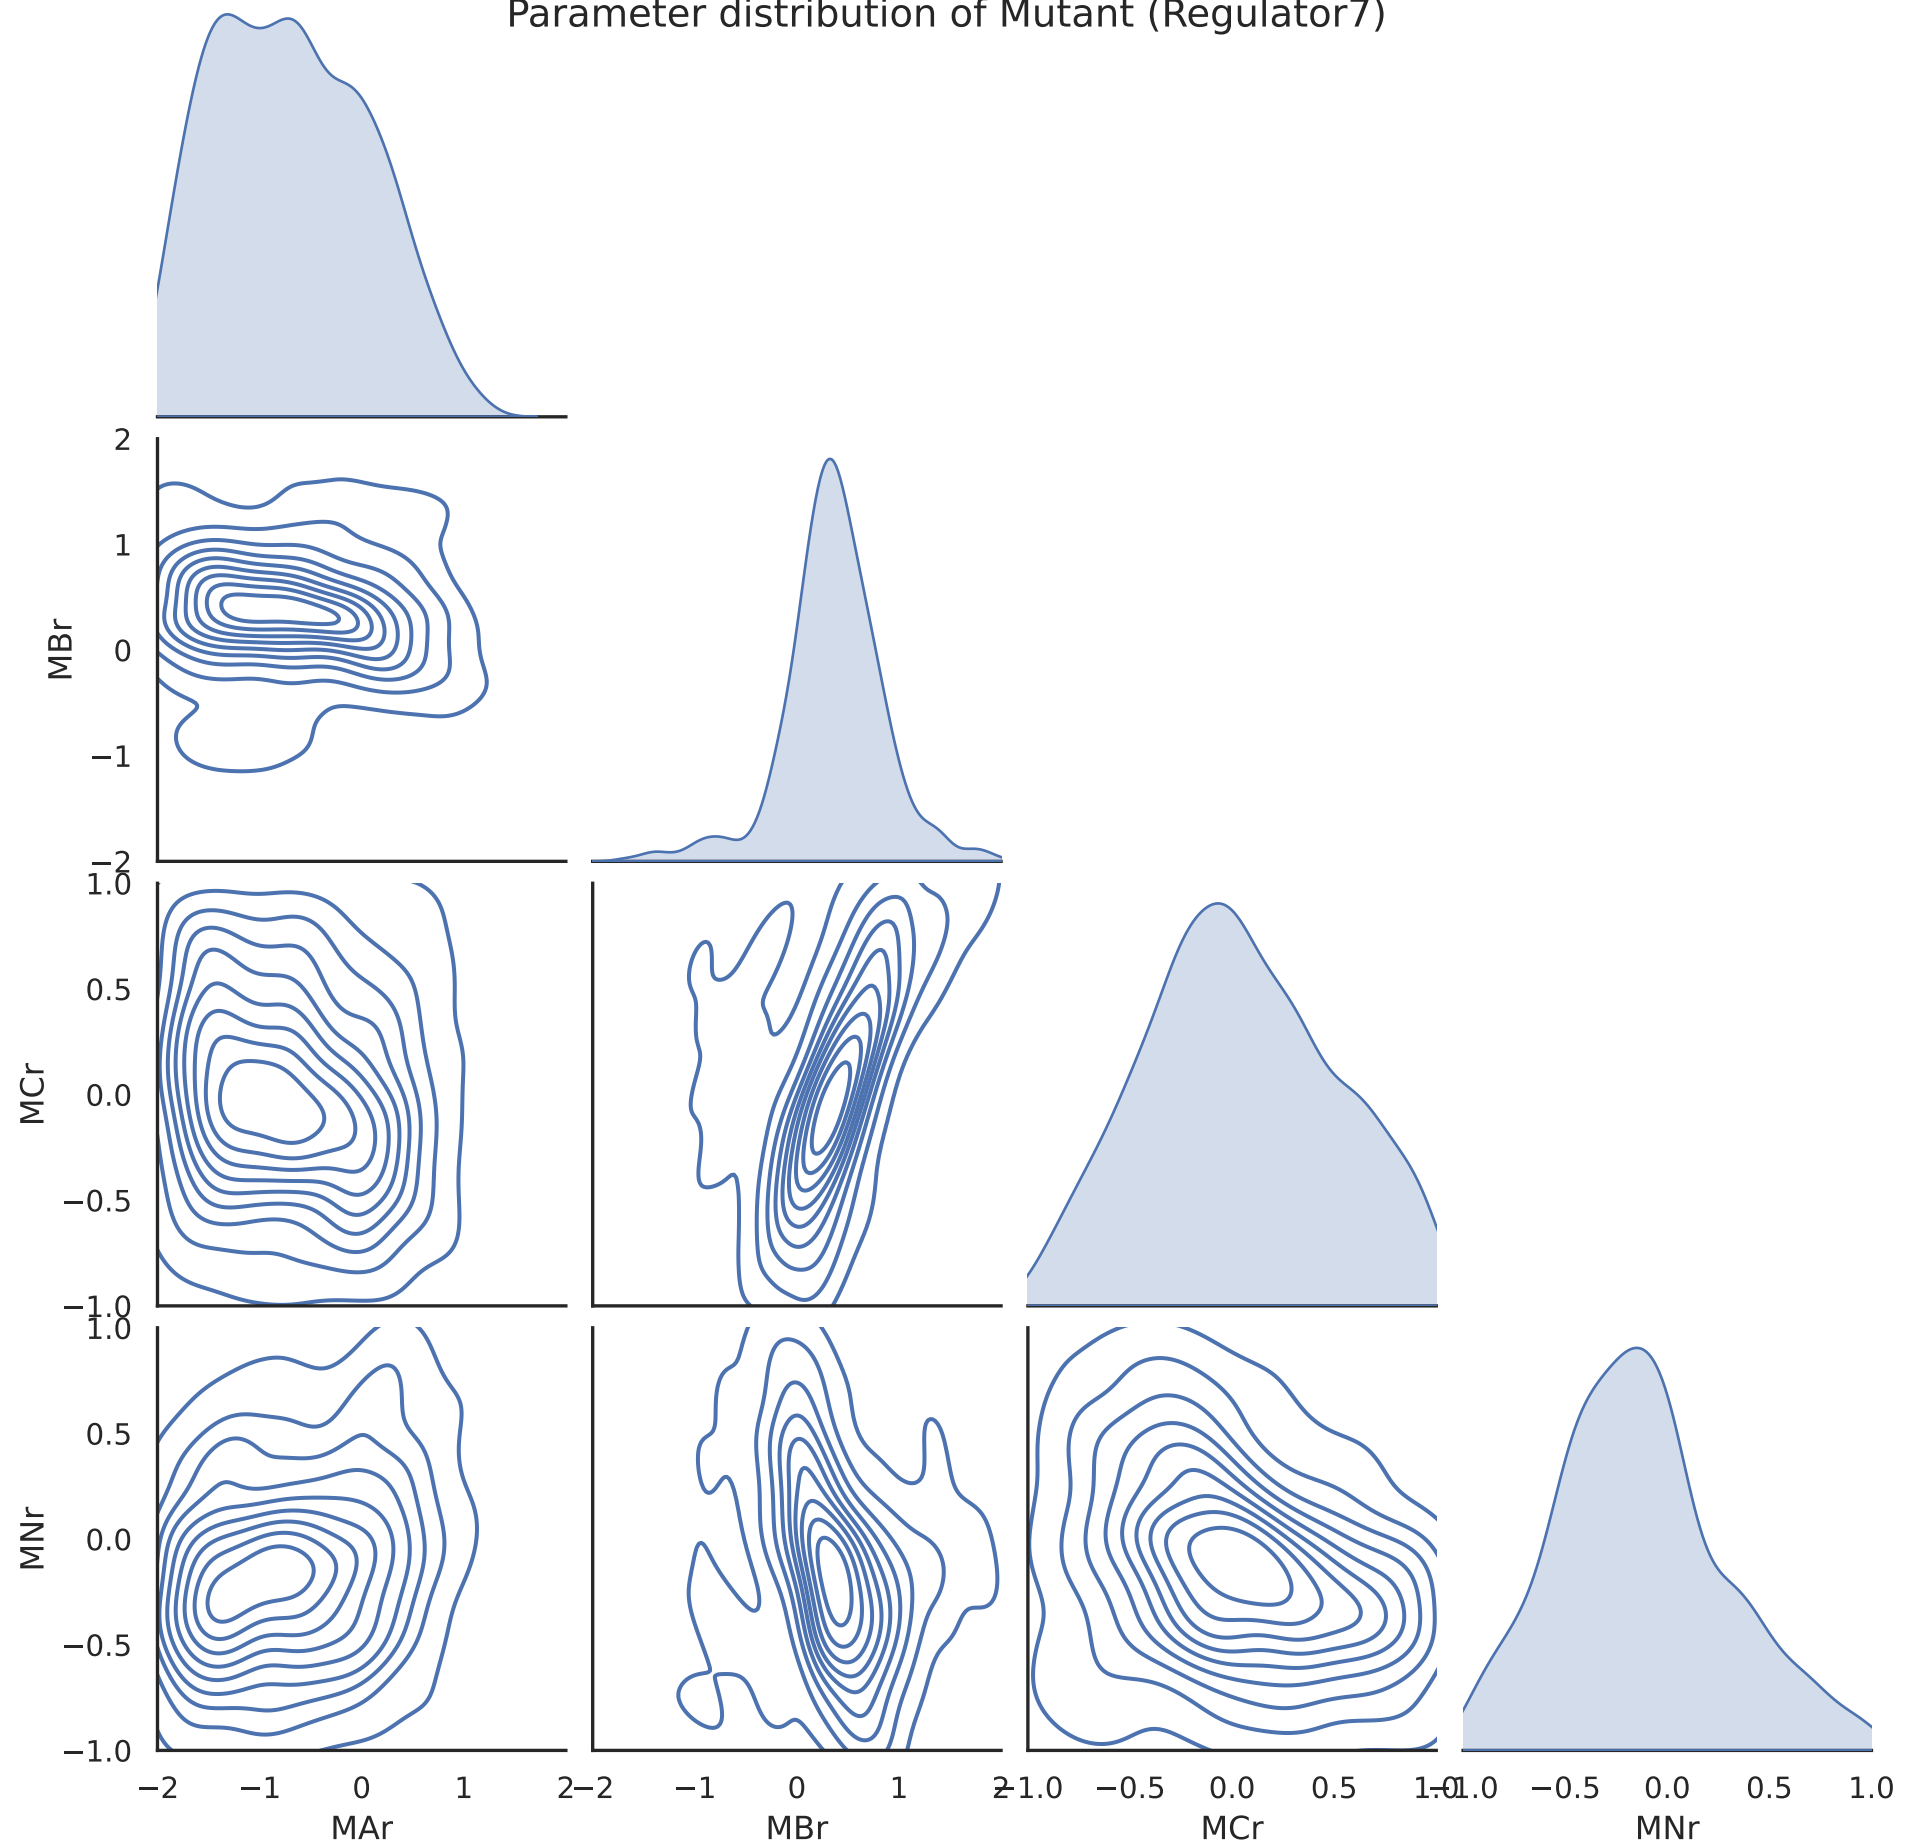 Parameter distribution of Mutant (Regulator7)
2
1
0
−1
−2
MBr
1.0
0.5
0.0
−0.5
−1.0
MCr
1.0
0.5
0.0
−0.5
−1.0
MNr
−2 −1 0 1 2
MAr
−2 −1 0 1 2
MBr
−1.0 −0.5 0.0 0.5 1.0
MCr
−1.0 −0.5 0.0 0.5 1.0
MNr